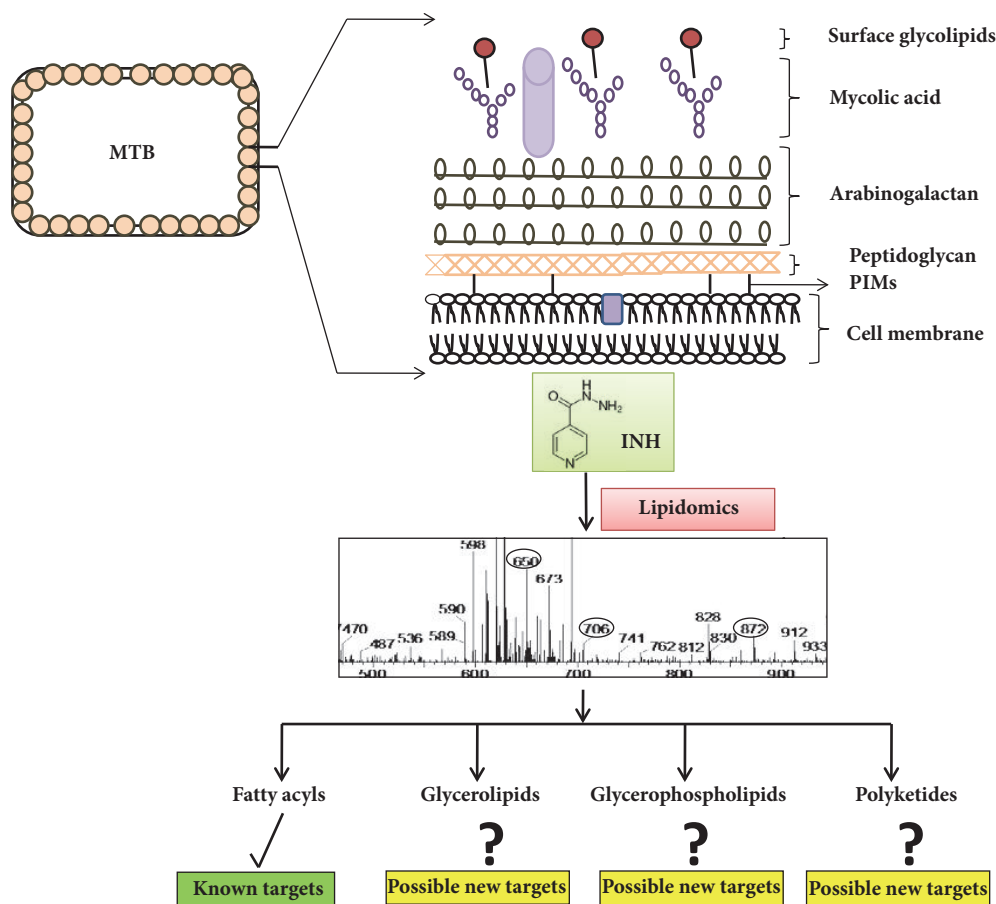 MTB
Surface glycolipids
Mycolic acid
Arabinogalactan
Peptidoglycan
PIMs
Cell membrane
H
O
N
NH₂
N
INH
Lipidomics
598
650
673
590
589
470
487
536
706
741
762
812
828
830
872
912
933
500
600
700
800
900
Fatty acyls
Glycerolipids
Glycerophospholipids
Polyketides
?
?
?
Known targets
Possible new targets
Possible new targets
Possible new targets